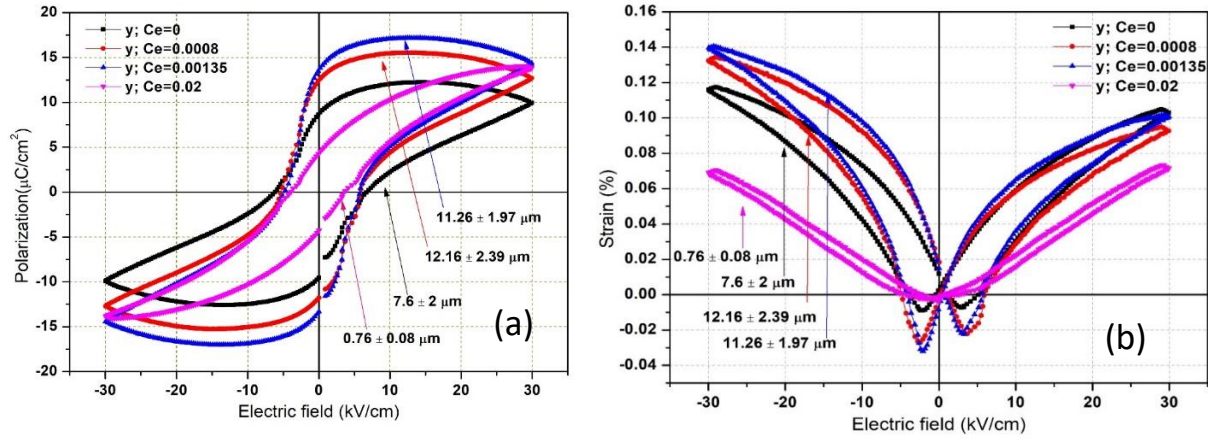 20
15
10
5
0
-5
-10
-15
-20
Polarization(μC/cm²)
y; Ce=0
y; Ce=0.0008
y; Ce=0.00135
y; Ce=0.02
11.26 ± 1.97 μm
12.16 ± 2.39 μm
7.6 ± 2 μm
0.76 ± 0.08 μm
(a)
-30 -20 -10 0 10 20 30
Electric field (kV/cm)
0.16
0.14
0.12
0.10
0.08
0.06
0.04
0.02
0.00
-0.02
-0.04
Strain (%)
y; Ce=0
y; Ce=0.0008
y; Ce=0.00135
y; Ce=0.02
0.76 ± 0.08 μm
7.6 ± 2 μm
12.16 ± 2.39 μm
11.26 ± 1.97 μm
(b)
-30 -20 -10 0 10 20 30
Electric field (kV/cm)